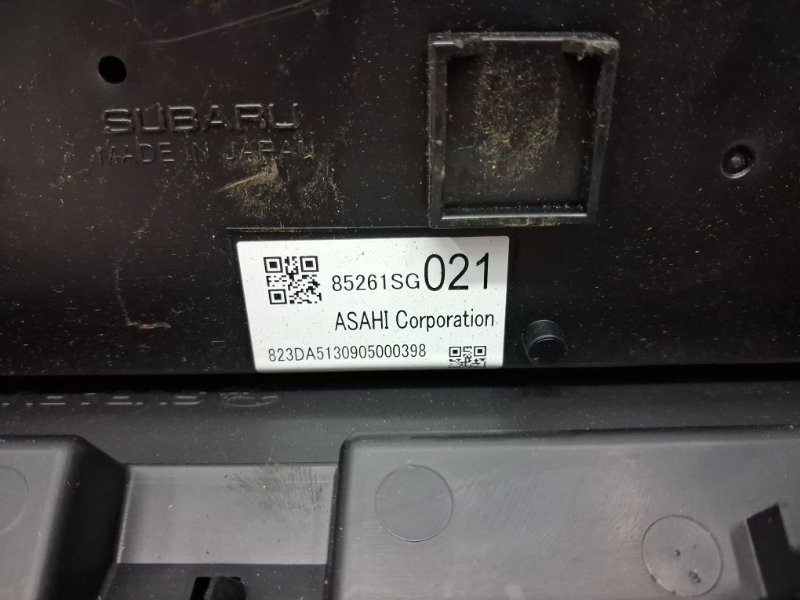 SUBARU
MADE IN JAPAN
85261SG021
ASAHI Corporation
823DA5130905000398